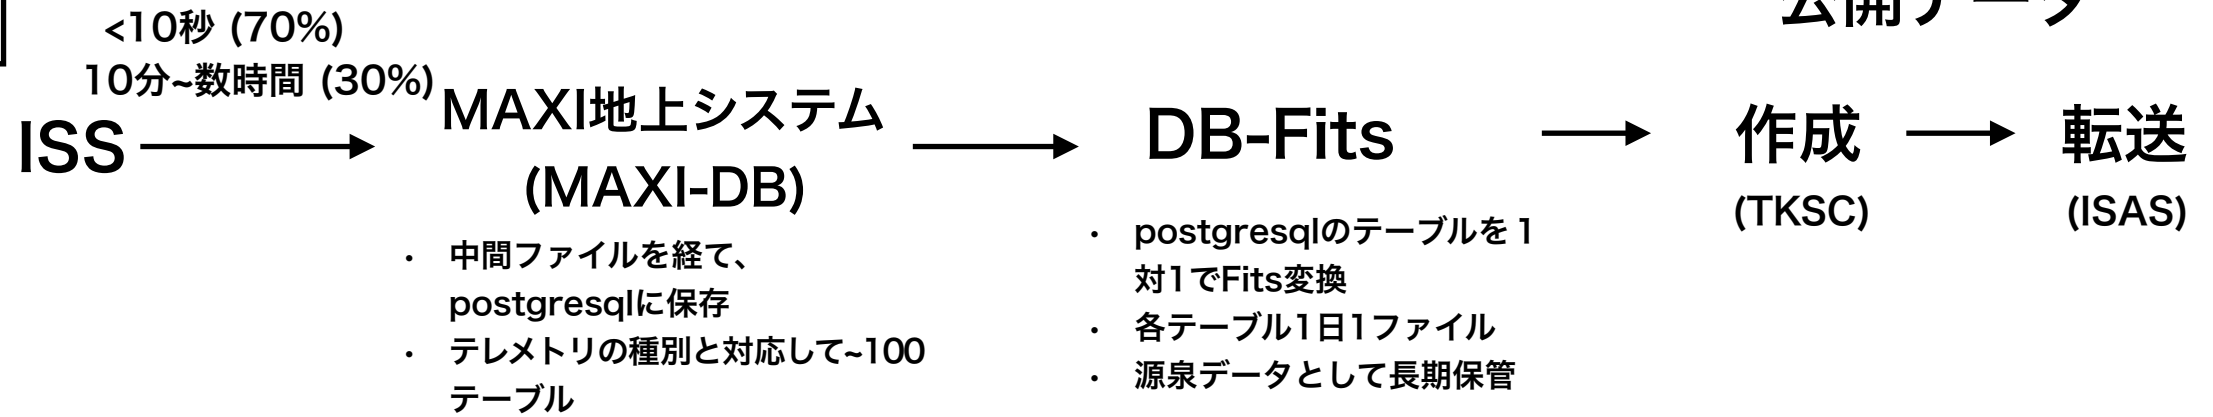 公開データ
<10秒 (70%)
10分~数時間 (30%)
ISS
MAXI地上システム
(MAXI-DB)
・ 中間ファイルを経て、
postgresqlに保存
・ テレメトリの種別と対応して~100
テーブル
DB-Fits
・ postgresqlのテーブルを1
対1でFits変換
・ 各テーブル1日1ファイル
・ 源泉データとして長期保管
作成
(TKSC)
転送
(ISAS)